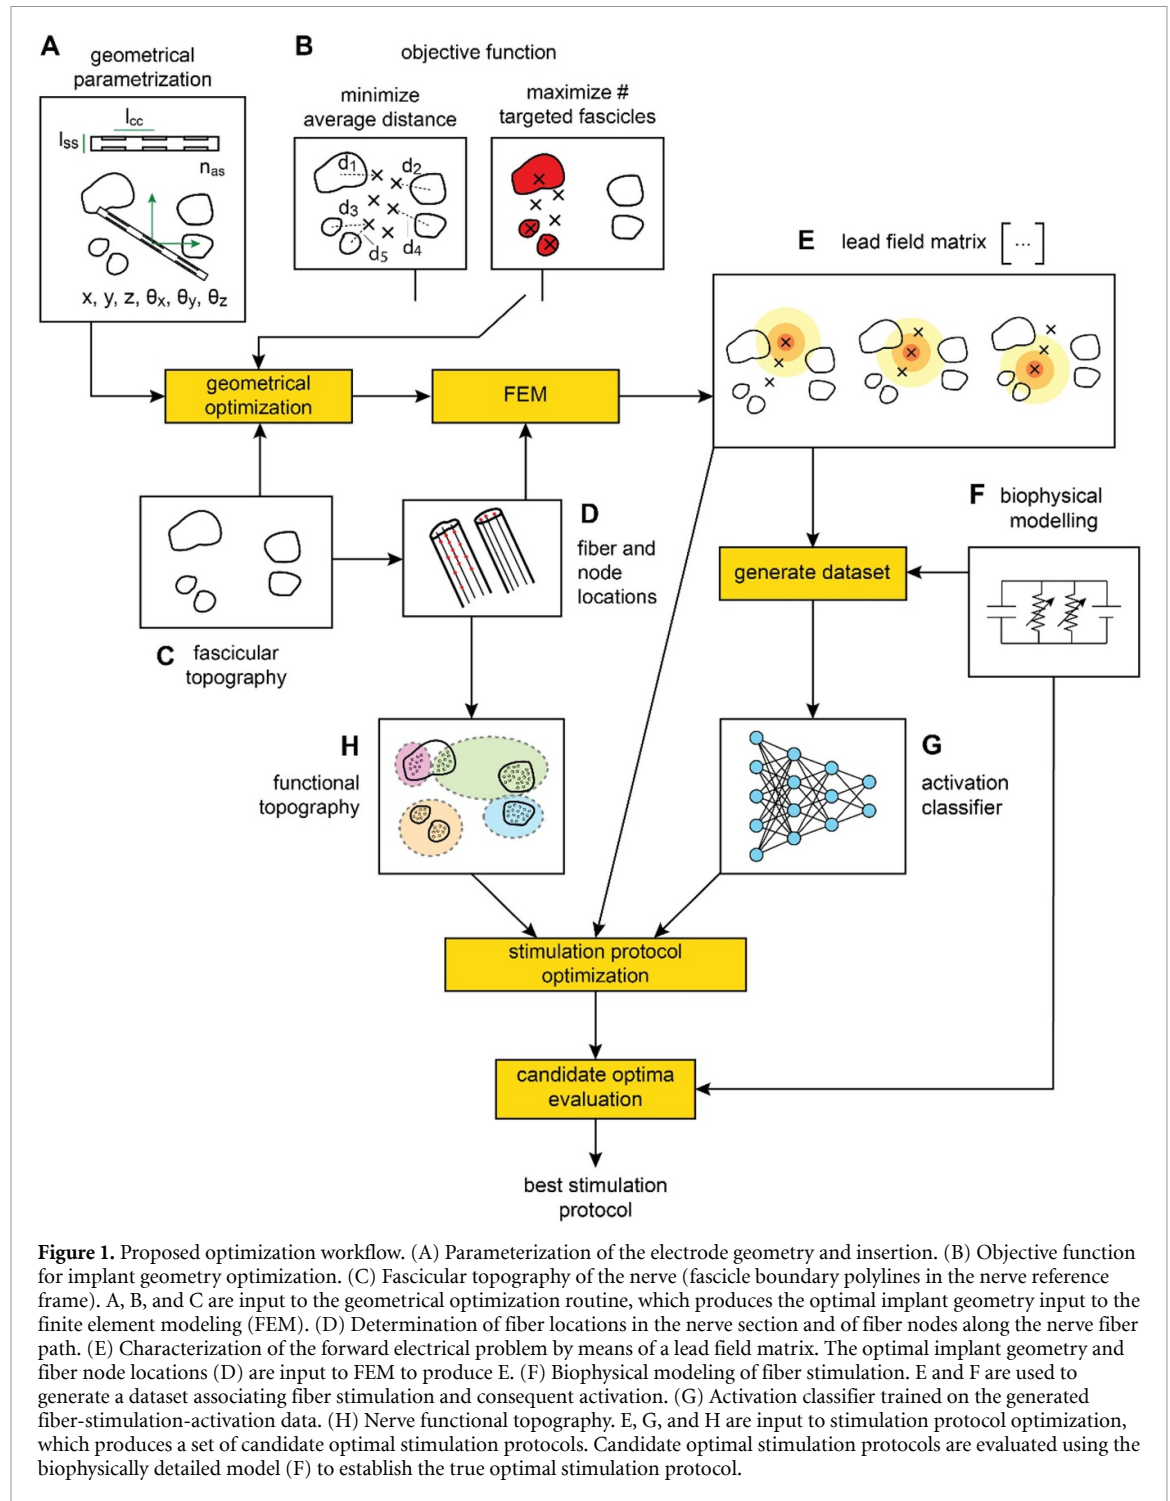 A
geometrical
parametrization
lcc
lss
nas
x, y, z, θx, θy, θz
B
objective function
minimize
average distance
d1
d2
d3
d4
d5
maximize #
targeted fascicles
E
lead field matrix [...]
geometrical
optimization
FEM
C
fascicular
topography
D
fiber and
node
locations
F
biophysical
modelling
generate dataset
H
functional
topography
G
activation
classifier
stimulation protocol
optimization
candidate optima
evaluation
best stimulation
protocol
Figure 1. Proposed optimization workflow. (A) Parameterization of the electrode geometry and insertion. (B) Objective function
for implant geometry optimization. (C) Fascicular topography of the nerve (fascicle boundary polylines in the nerve reference
frame). A, B, and C are input to the geometrical optimization routine, which produces the optimal implant geometry input to the
finite element modeling (FEM). (D) Determination of fiber locations in the nerve section and of fiber nodes along the nerve fiber
path. (E) Characterization of the forward electrical problem by means of a lead field matrix. The optimal implant geometry and
fiber node locations (D) are input to FEM to produce E. (F) Biophysical modeling of fiber stimulation. E and F are used to
generate a dataset associating fiber stimulation and consequent activation. (G) Activation classifier trained on the generated
fiber-stimulation-activation data. (H) Nerve functional topography. E, G, and H are input to stimulation protocol optimization,
which produces a set of candidate optimal stimulation protocols. Candidate optimal stimulation protocols are evaluated using the
biophysically detailed model (F) to establish the true optimal stimulation protocol.